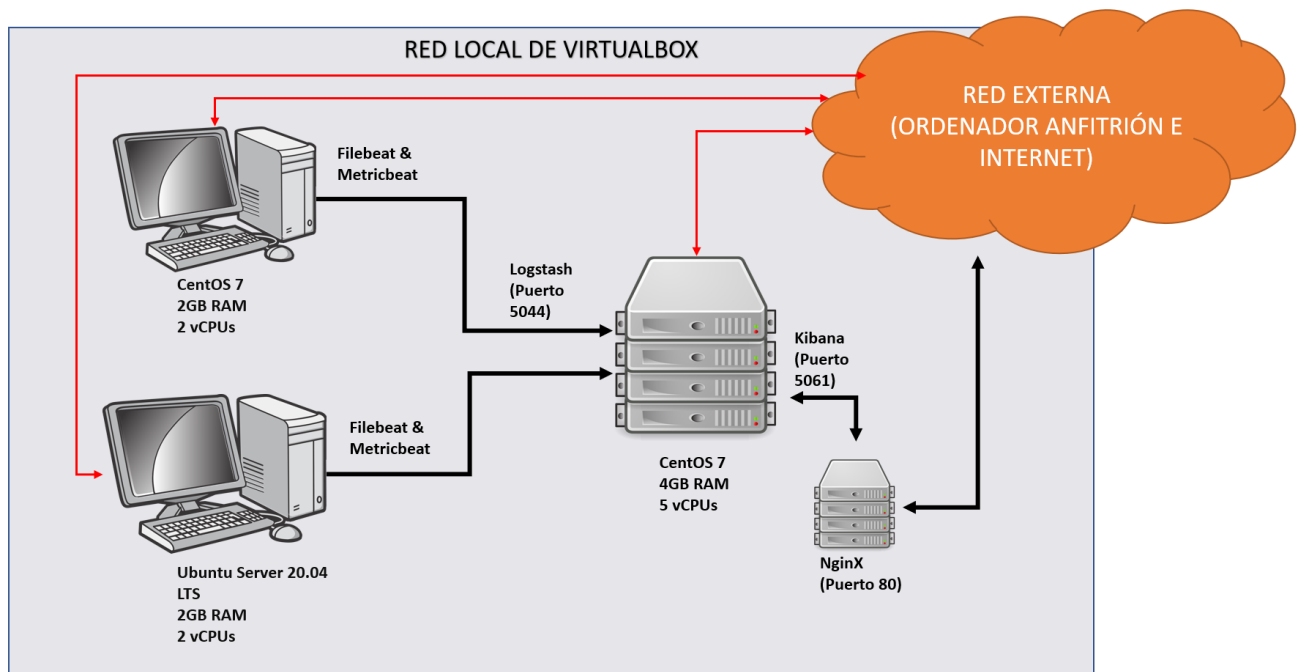 RED LOCAL DE VIRTUALBOX
RED EXTERNA
(ORDENADOR ANFITRIÓN E
INTERNET)
Filebeat &
Metricbeat
CentOS 7
2GB RAM
2 vCPUs
Logstash
(Puerto
5044)
Kibana
(Puerto
5061)
Filebeat &
Metricbeat
CentOS 7
4GB RAM
5 vCPUs
Ubuntu Server 20.04
LTS
2GB RAM
2 vCPUs
NginX
(Puerto 80)